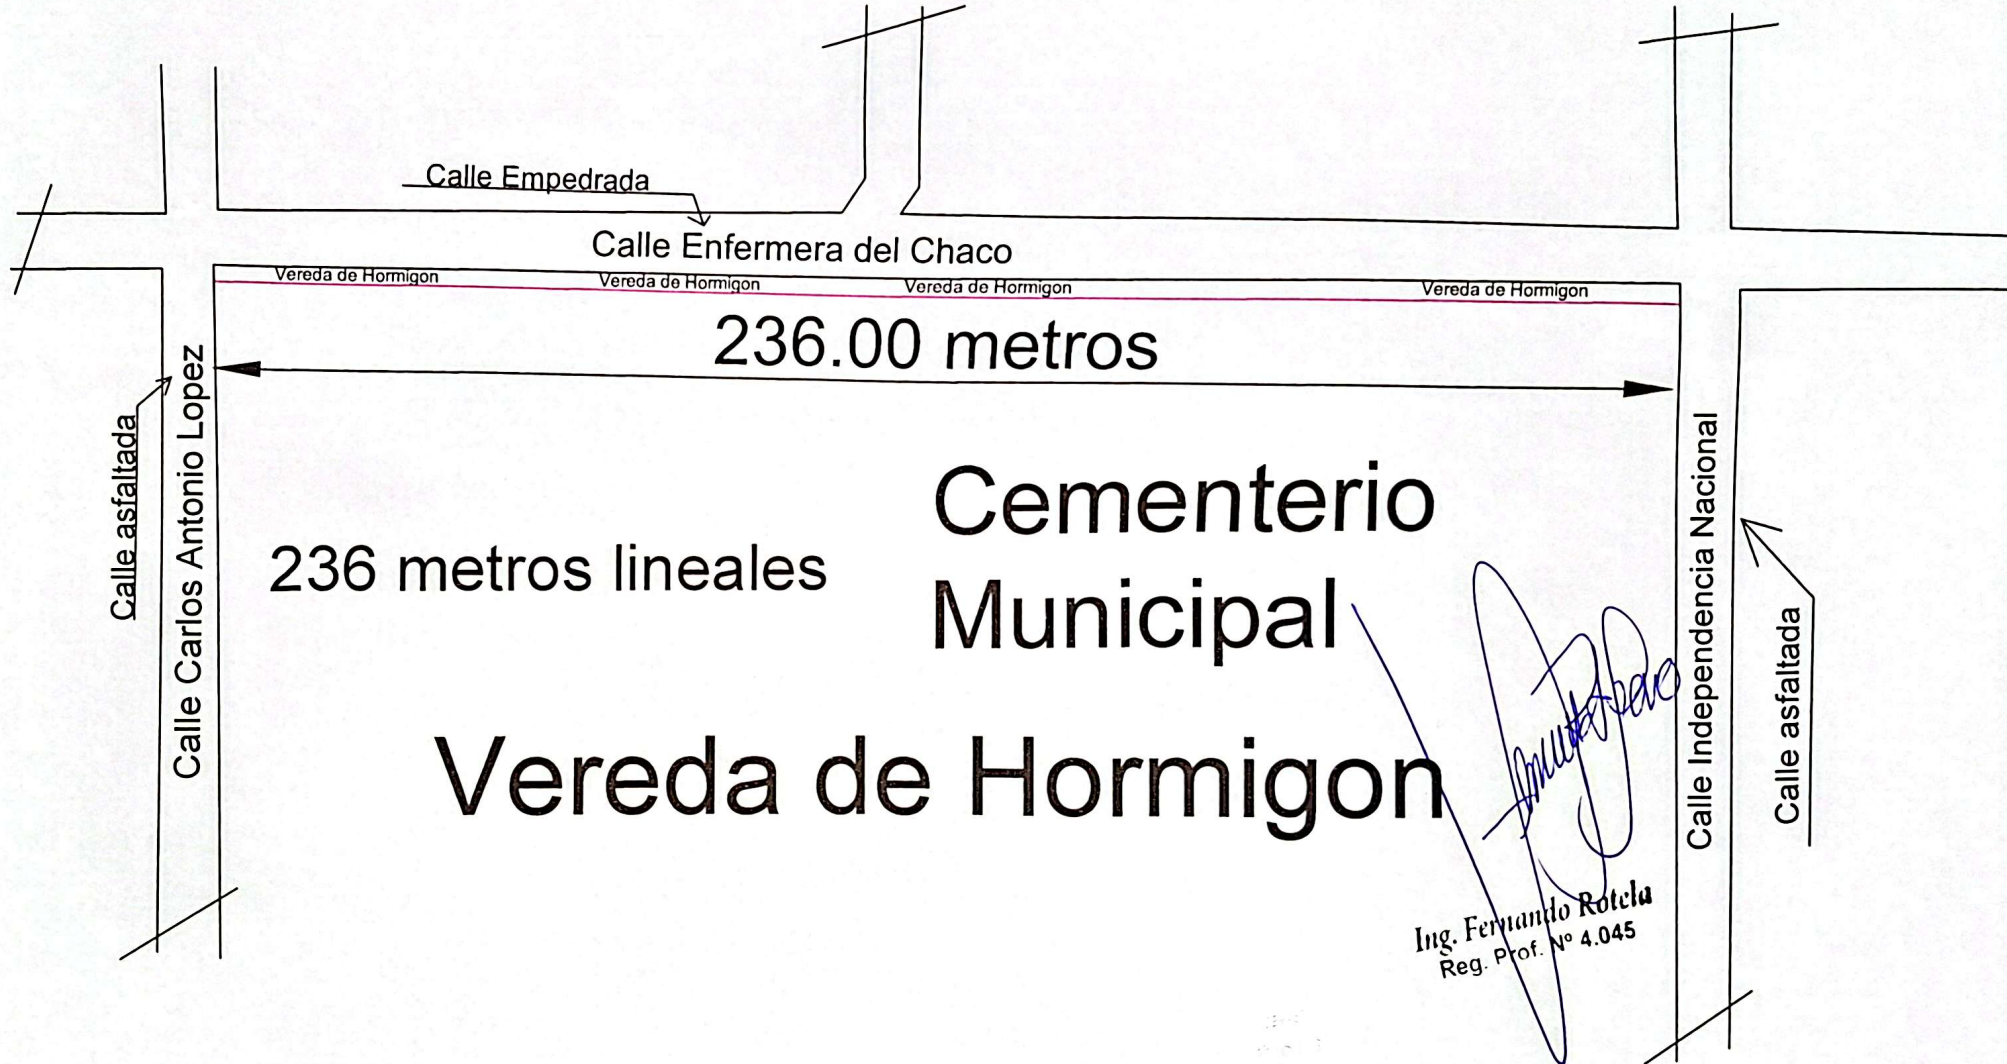 Calle Empedrada
Calle Enfermera del Chaco
Vereda de Hormigon
Vereda de Hormigon
Vereda de Hormigon
Vereda de Hormigon
236.00 metros
Calle asfaltada
Calle Carlos Antonio Lopez
236 metros lineales
Cementerio
Municipal
Vereda de Hormigon
Calle Independencia Nacional
Calle asfaltada
Ing. Fernando Rotela
Reg. Prof. Nº 4.045